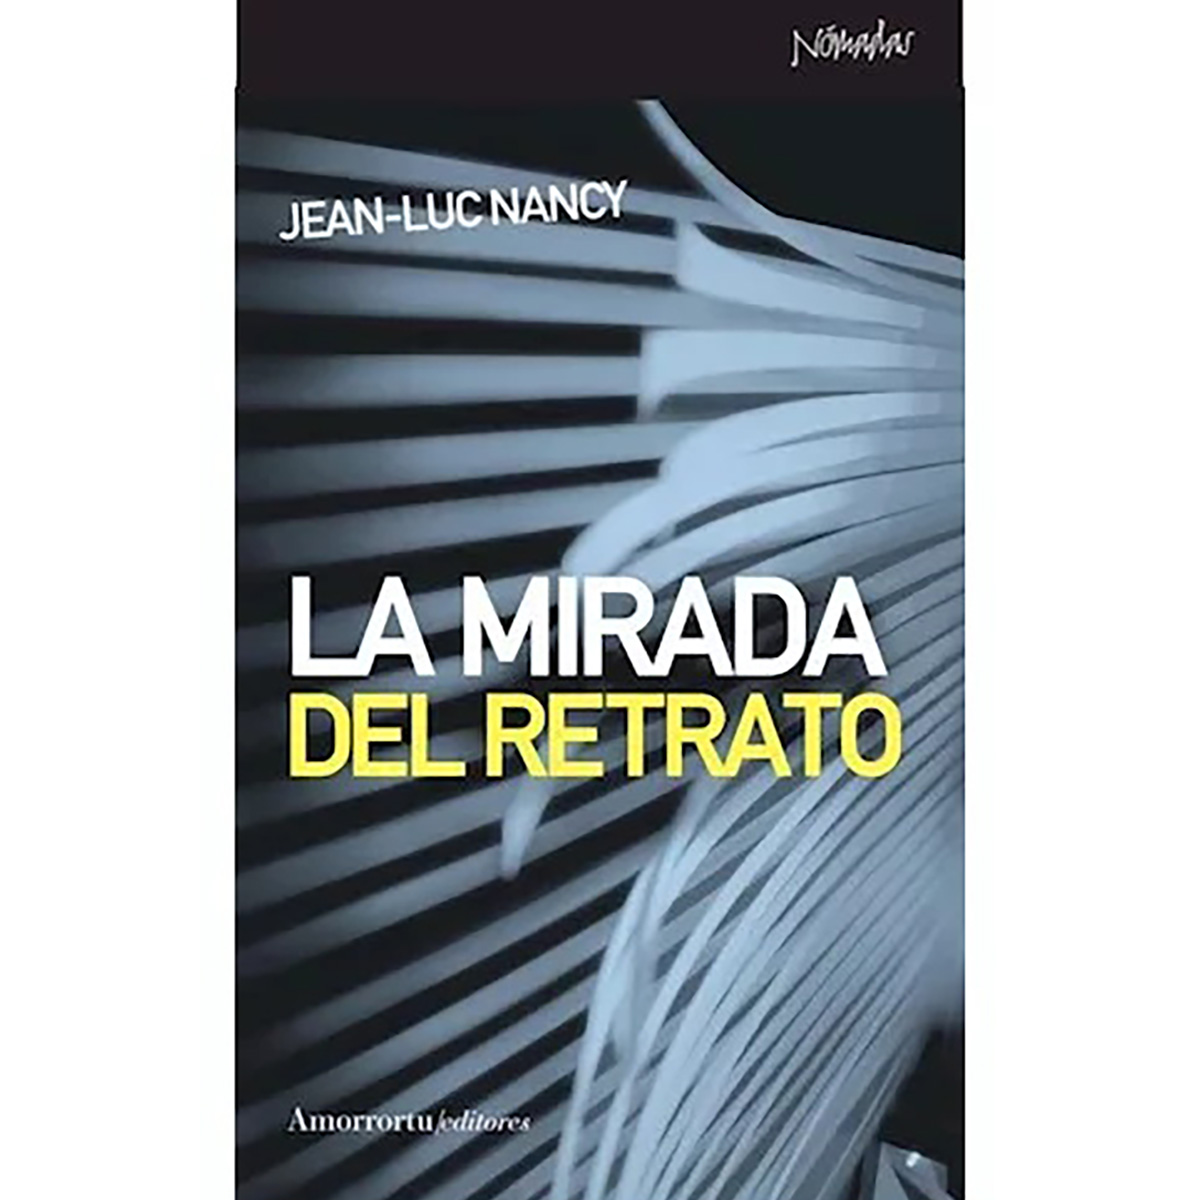 Nómadas
JEAN-LUC NANCY
LA MIRADA
DEL RETRATO
Amorrortu/editores